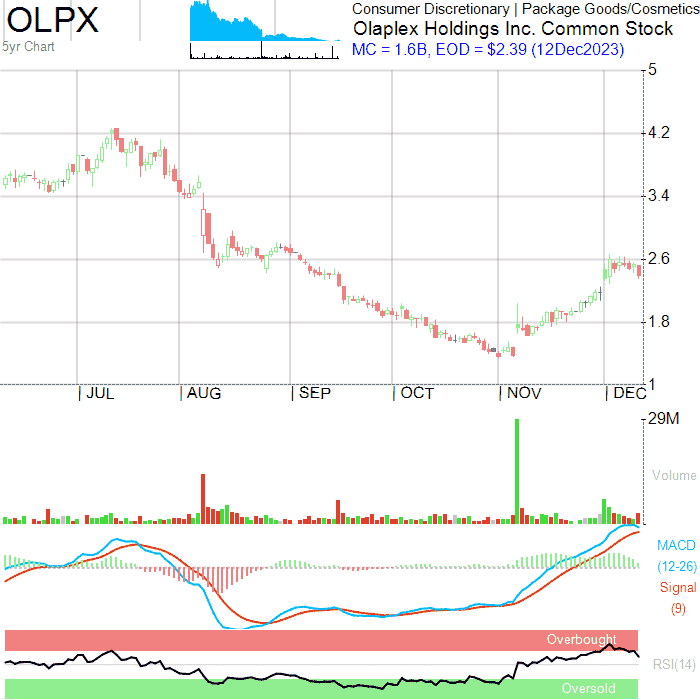 OLPX
5yr Chart
Consumer Discretionary | Package Goods/Cosmetics
Olaplex Holdings Inc. Common Stock
MC = 1.6B, EOD = $2.39 (12Dec2023)
5
4.2
3.4
2.6
1.8
1
| JUL | AUG | SEP | OCT | NOV | DEC
29M
Volume
MACD
(12-26)
Signal
(9)
Overbought
RSI(14)
Oversold